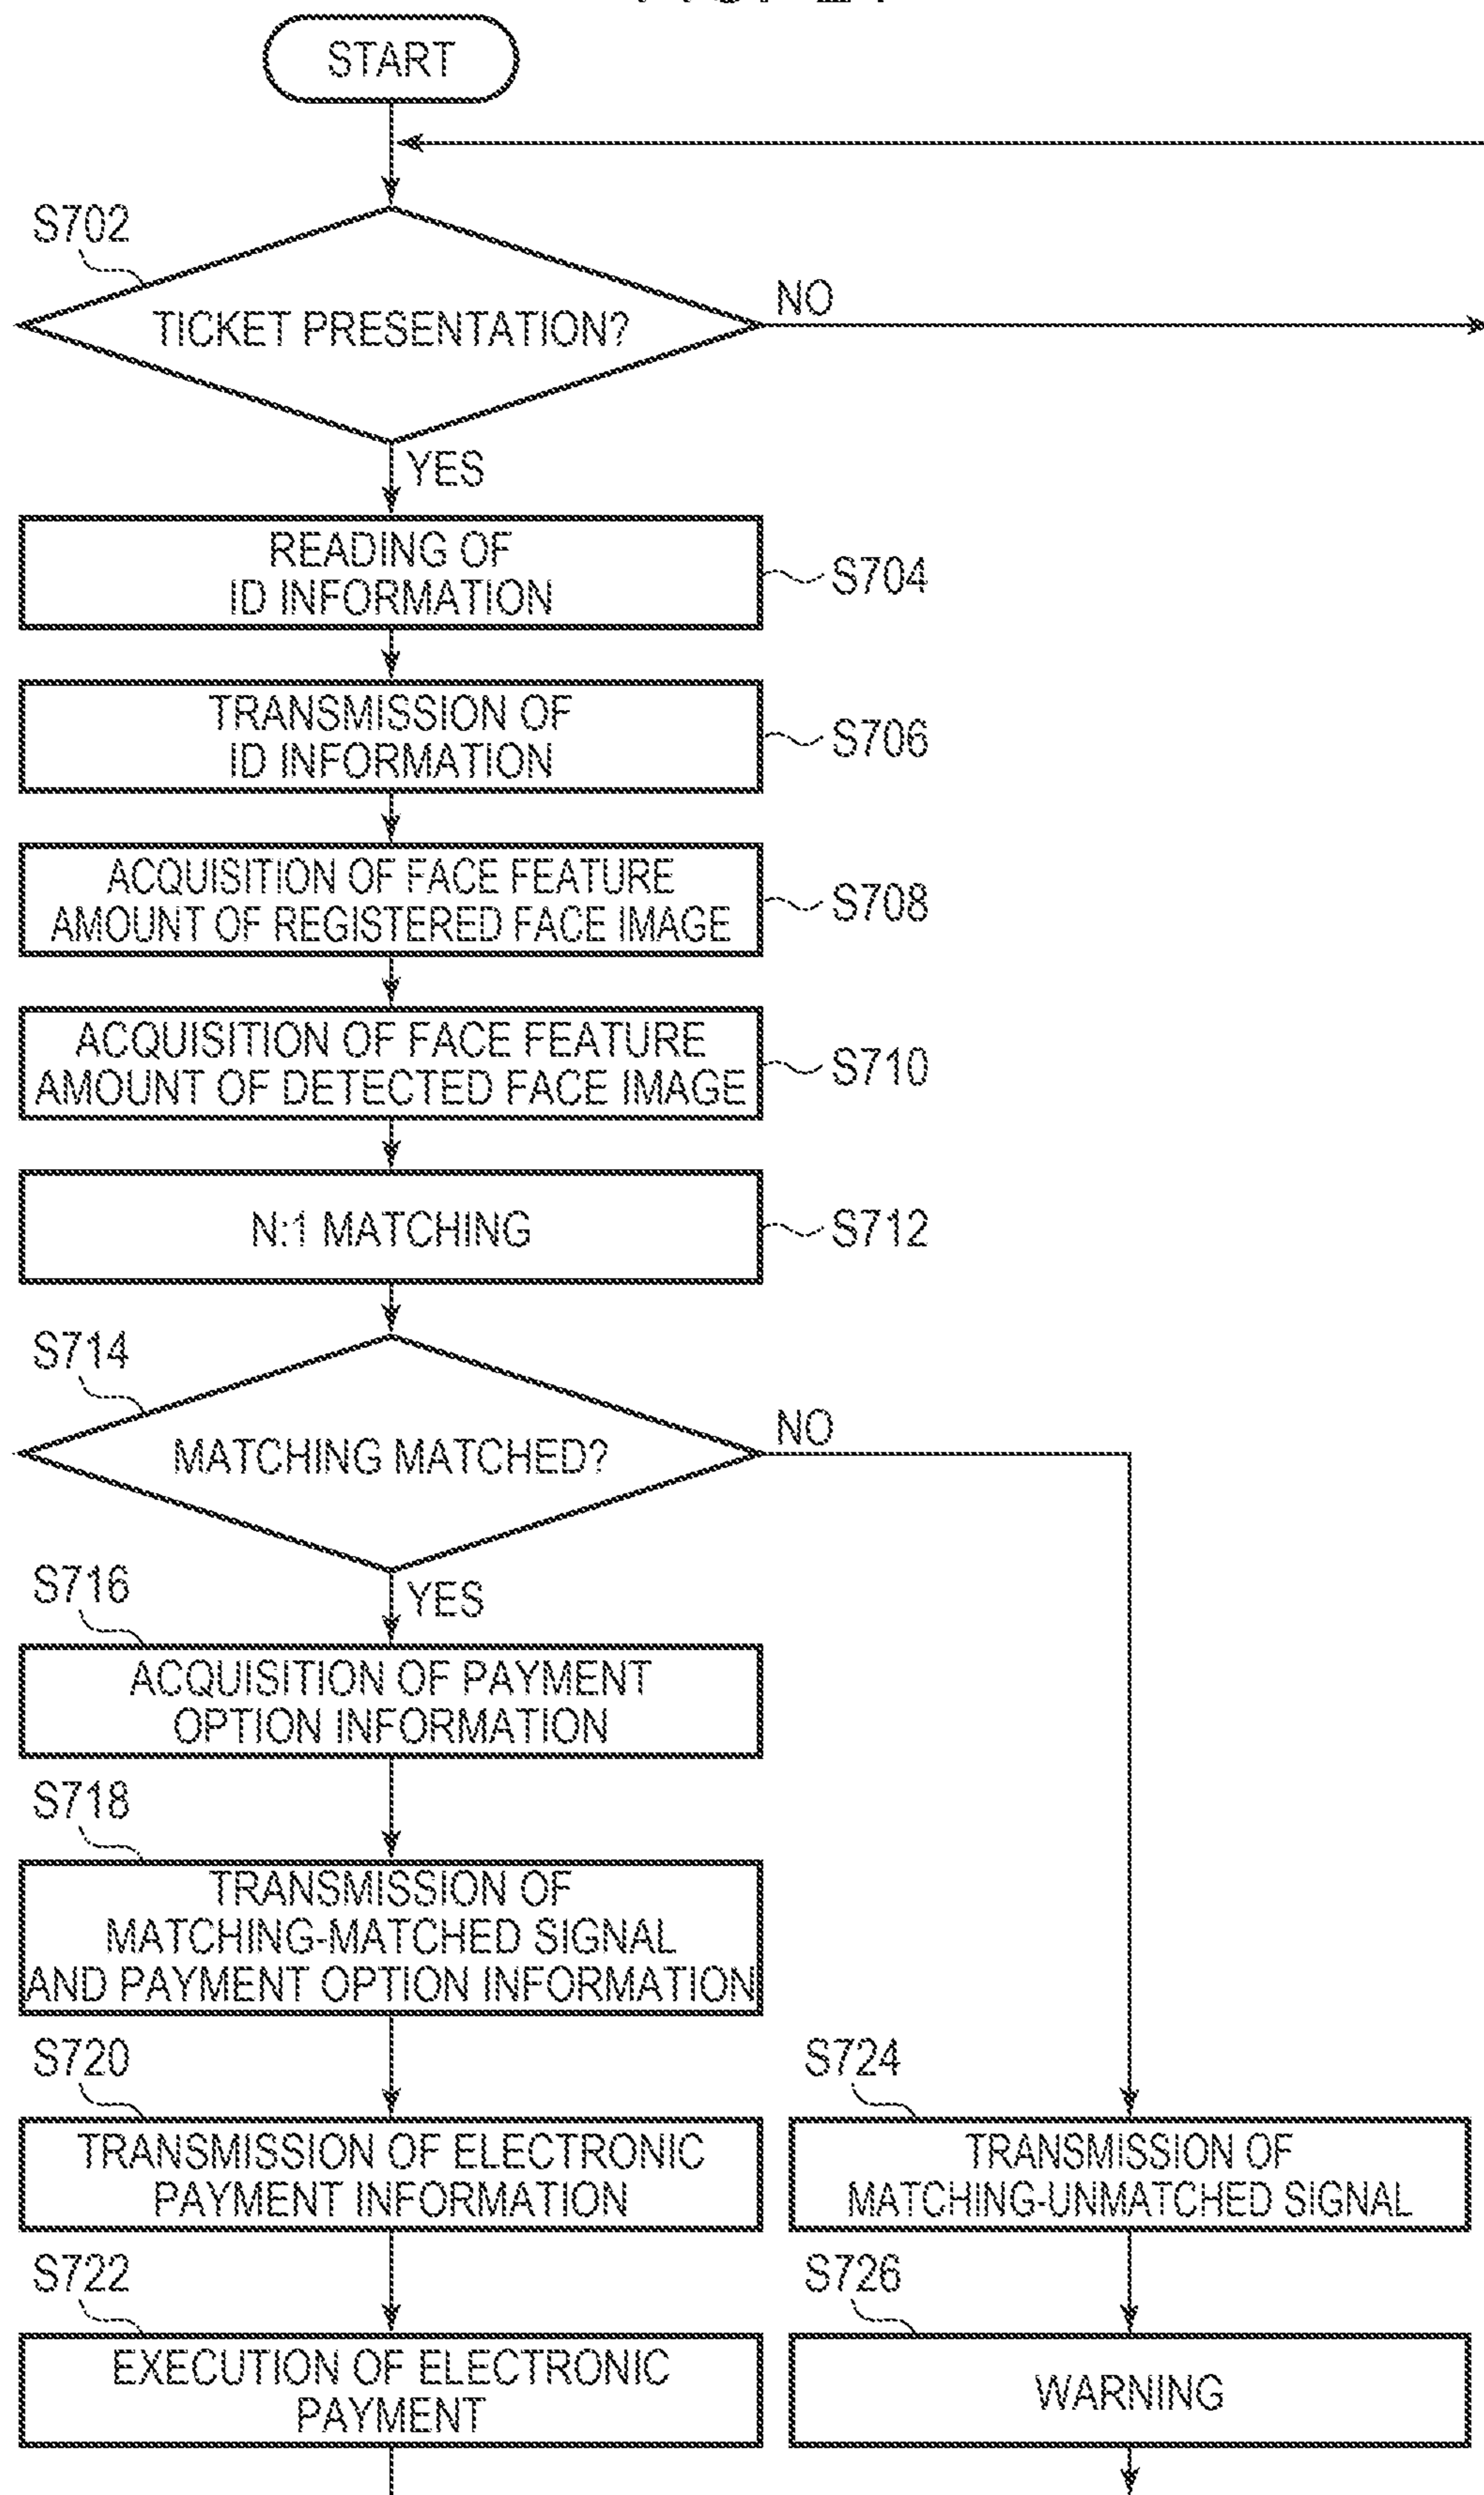 START
S702
TICKET PRESENTATION?
NO
YES
READING OF
ID INFORMATION
S704
TRANSMISSION OF
ID INFORMATION
S706
ACQUISITION OF FACE FEATURE
AMOUNT OF REGISTERED FACE IMAGE
S708
ACQUISITION OF FACE FEATURE
AMOUNT OF DETECTED FACE IMAGE
S710
N:1 MATCHING
S712
S714
MATCHING MATCHED?
NO
YES
S716
ACQUISITION OF PAYMENT
OPTION INFORMATION
S718
TRANSMISSION OF
MATCHING-MATCHED SIGNAL
AND PAYMENT OPTION INFORMATION
S720
TRANSMISSION OF ELECTRONIC
PAYMENT INFORMATION
S724
TRANSMISSION OF
MATCHING-UNMATCHED SIGNAL
S722
EXECUTION OF ELECTRONIC
PAYMENT
S726
WARNING